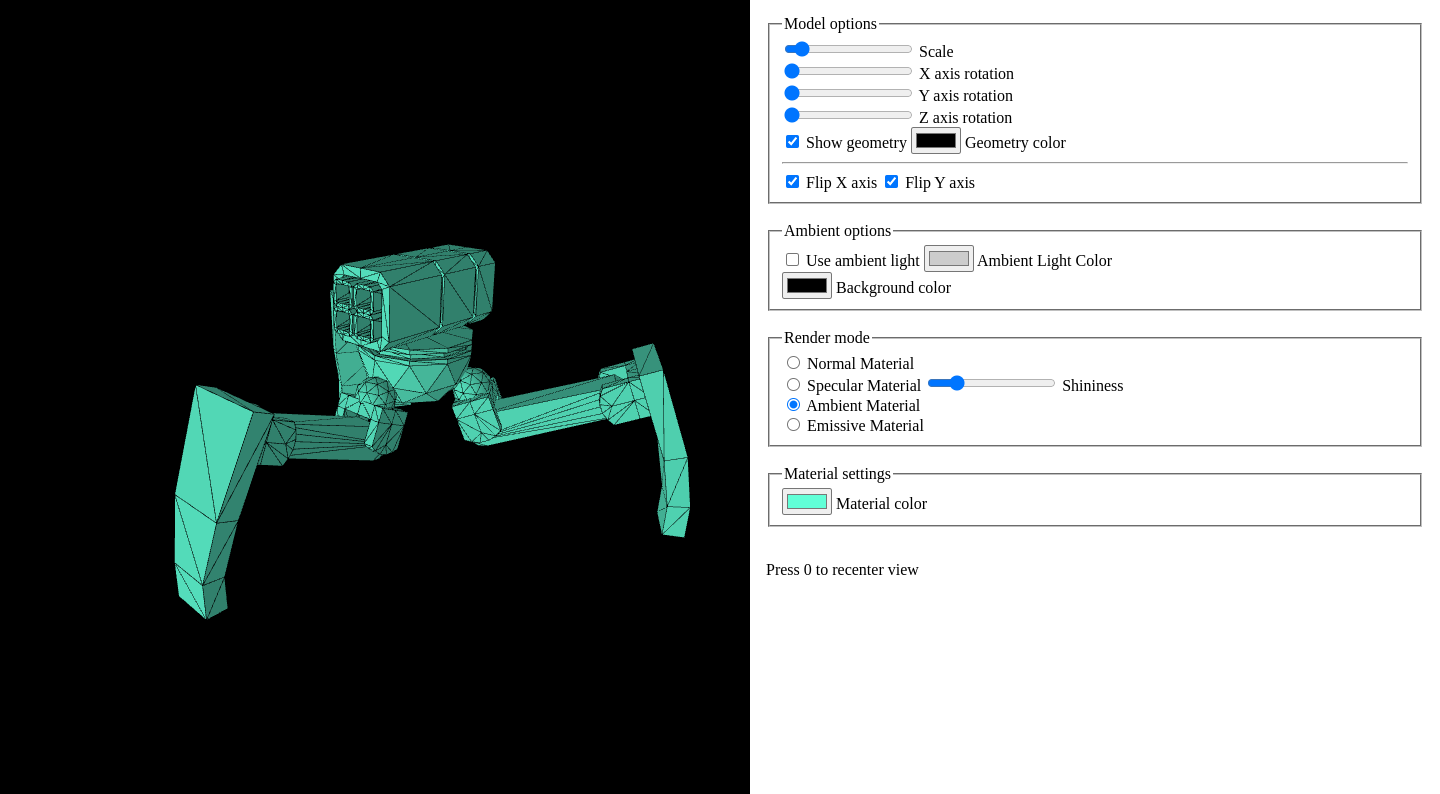 Model options
Scale
X axis rotation
Y axis rotation
Z axis rotation
Show geometry Geometry color
Flip X axis Flip Y axis
Ambient options
Use ambient light Ambient Light Color
Background color
Render mode
Normal Material
Specular Material Shininess
Ambient Material
Emissive Material
Material settings
Material color
Press 0 to recenter view